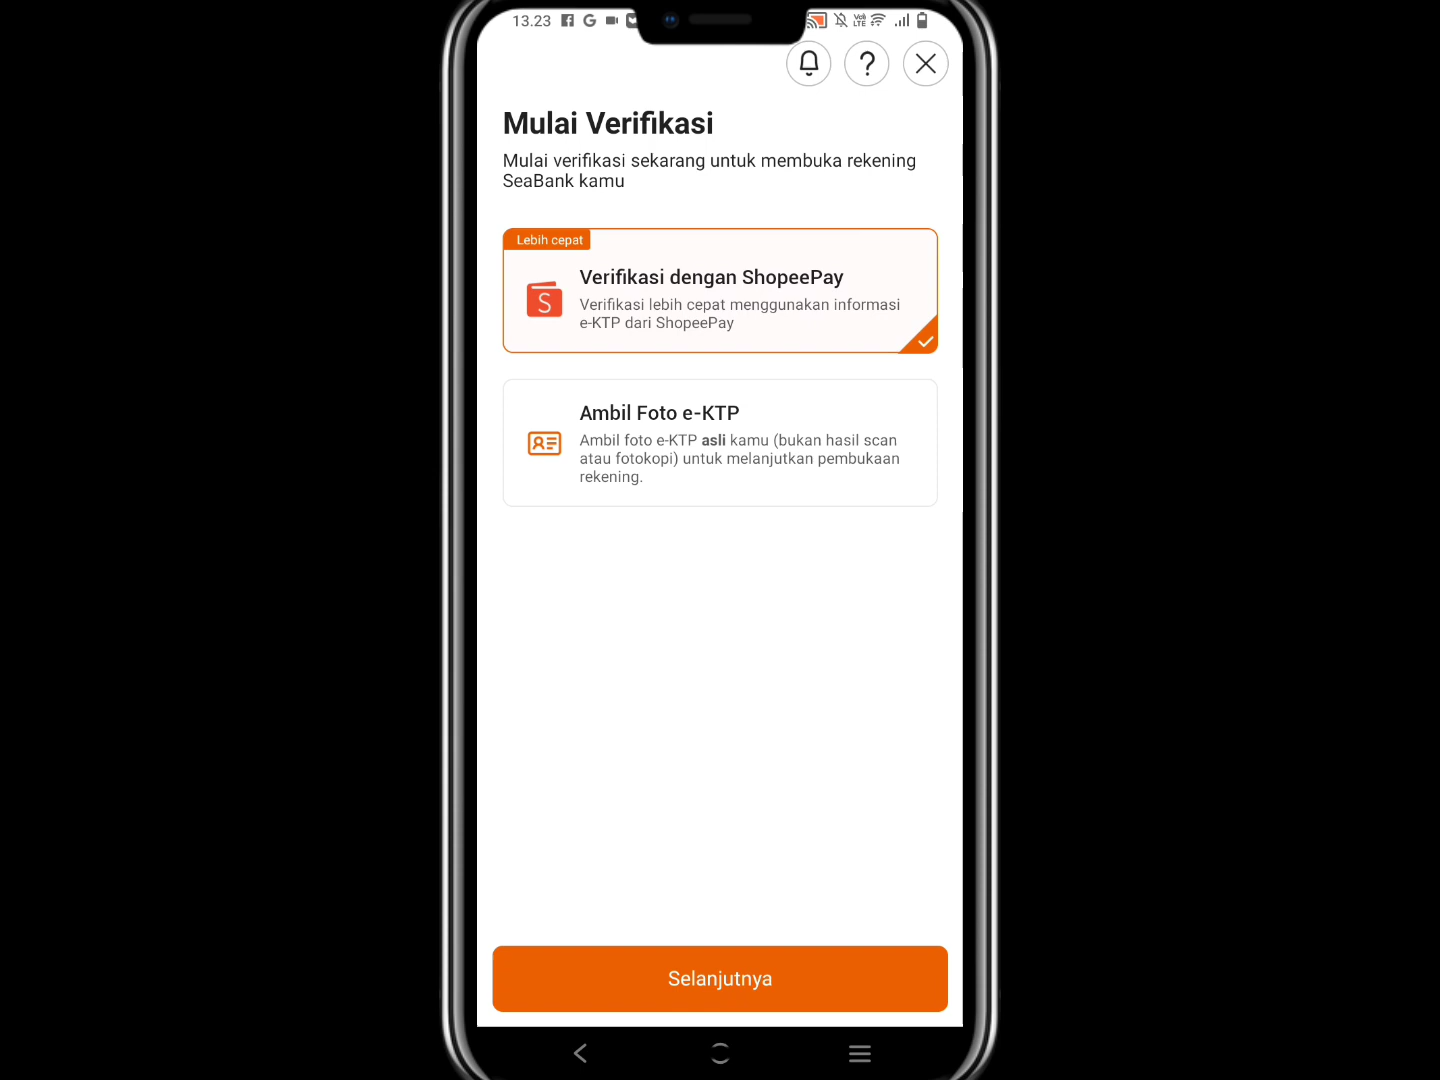 13.23
Mulai Verifikasi
Mulai verifikasi sekarang untuk membuka rekening
SeaBank kamu
Lebih cepat
Verifikasi dengan ShopeePay
Verifikasi lebih cepat menggunakan informasi
e-KTP dari ShopeePay
Ambil Foto e-KTP
Ambil foto e-KTP asli kamu (bukan hasil scan
atau fotokopi) untuk melanjutkan pembukaan
rekening.
Selanjutnya